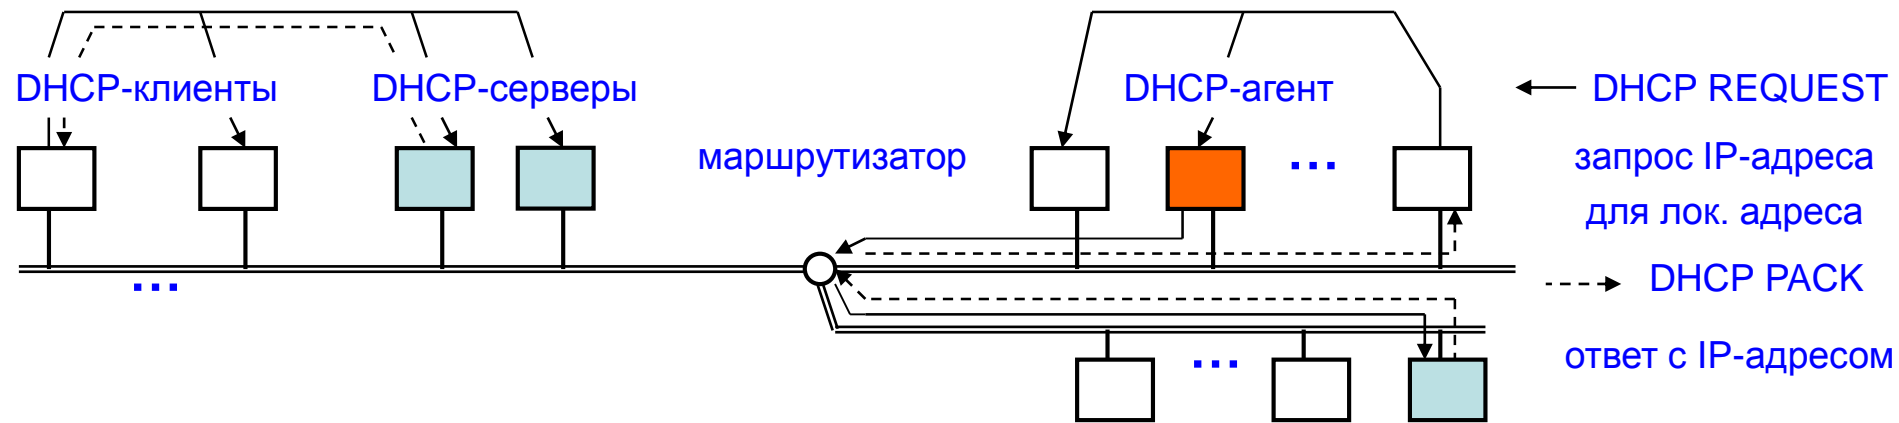 DHCP-клиенты
DHCP-серверы
DHCP-агент
DHCP REQUEST
маршрутизатор
...
запрос IP-адреса
для лок. адреса
...
DHCP PACK
...
ответ с IP-адресом